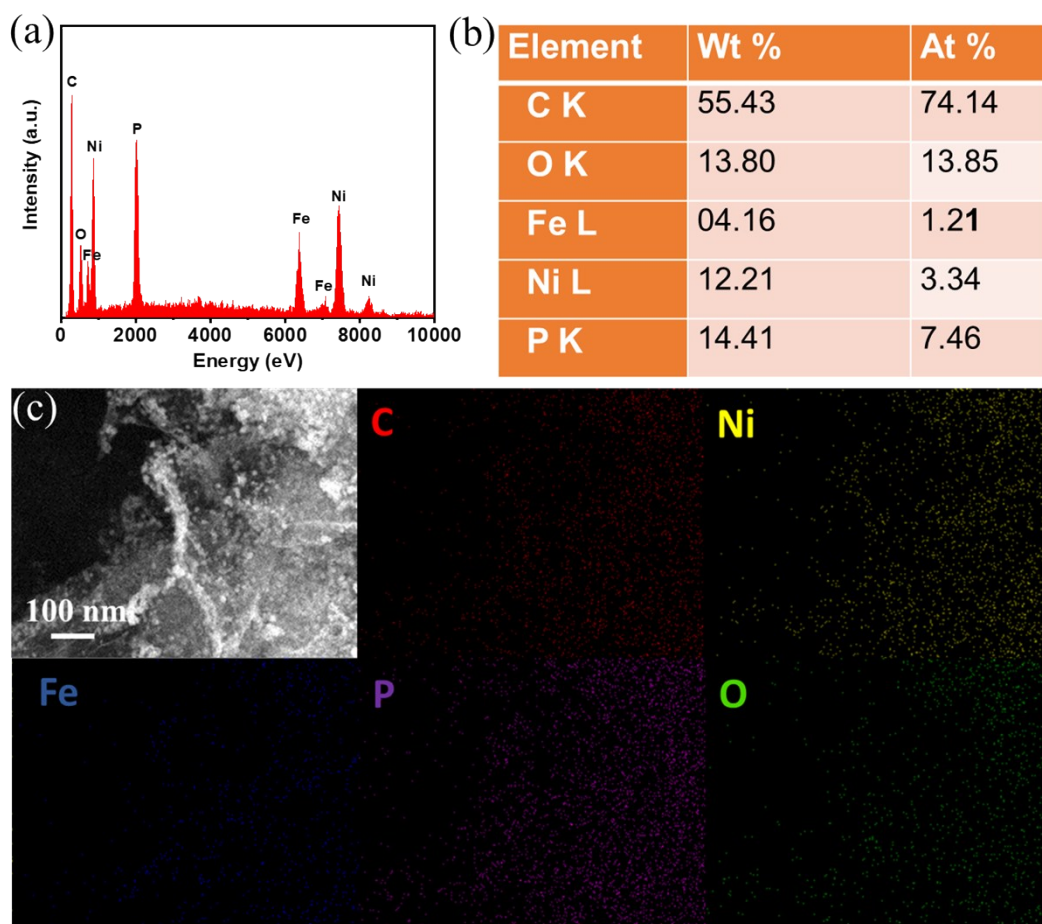 (a)
C
O
Fe
Ni
P
Fe
Fe
Ni
Ni
Intensity (a.u.)
0 2000 4000 6000 8000 10000
Energy (eV)
(b)
Element Wt % At %
C K 55.43 74.14
O K 13.80 13.85
Fe L 04.16 1.21
Ni L 12.21 3.34
P K 14.41 7.46
(c)
100 nm
C
Ni
Fe
P
O